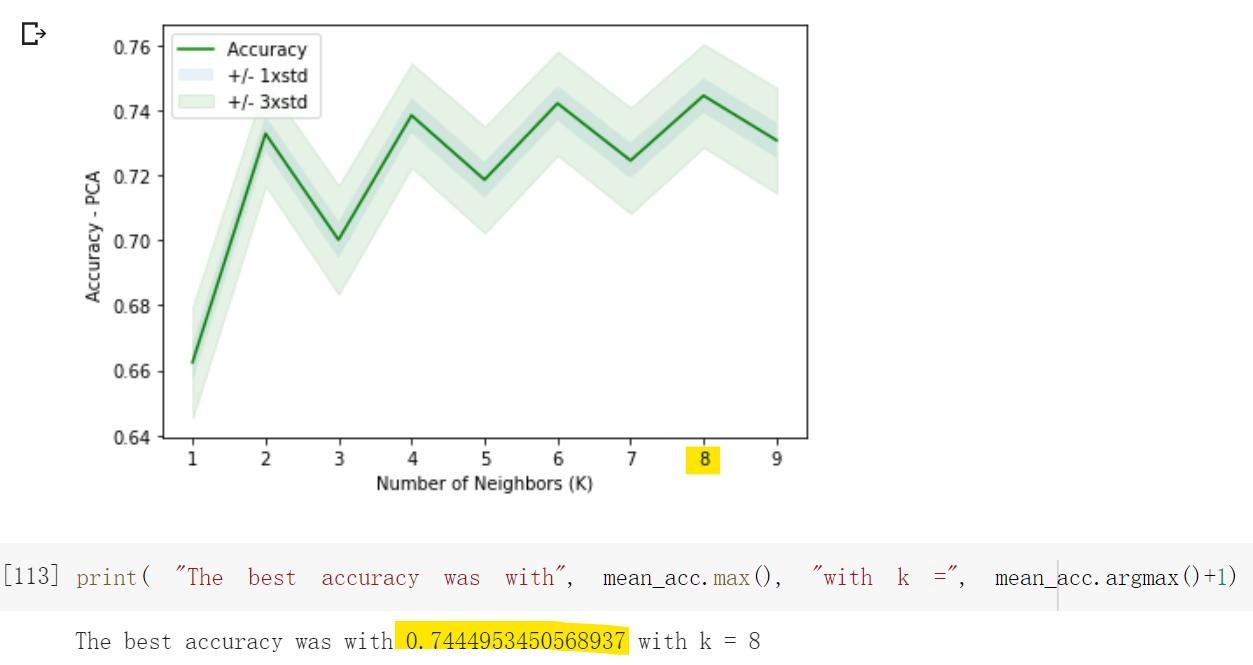 0.76
0.74
0.72
0.70
0.68
0.66
0.64
Accuracy
+/- 1xstd
+/- 3xstd
Accuracy - PCA
1 2 3 4 5 6 7 8 9
Number of Neighbors (K)
[113] print( "The best accuracy was with", mean_acc.max(), "with k =", mean_acc.argmax()+1)
The best accuracy was with 0.7444953450568937 with k = 8